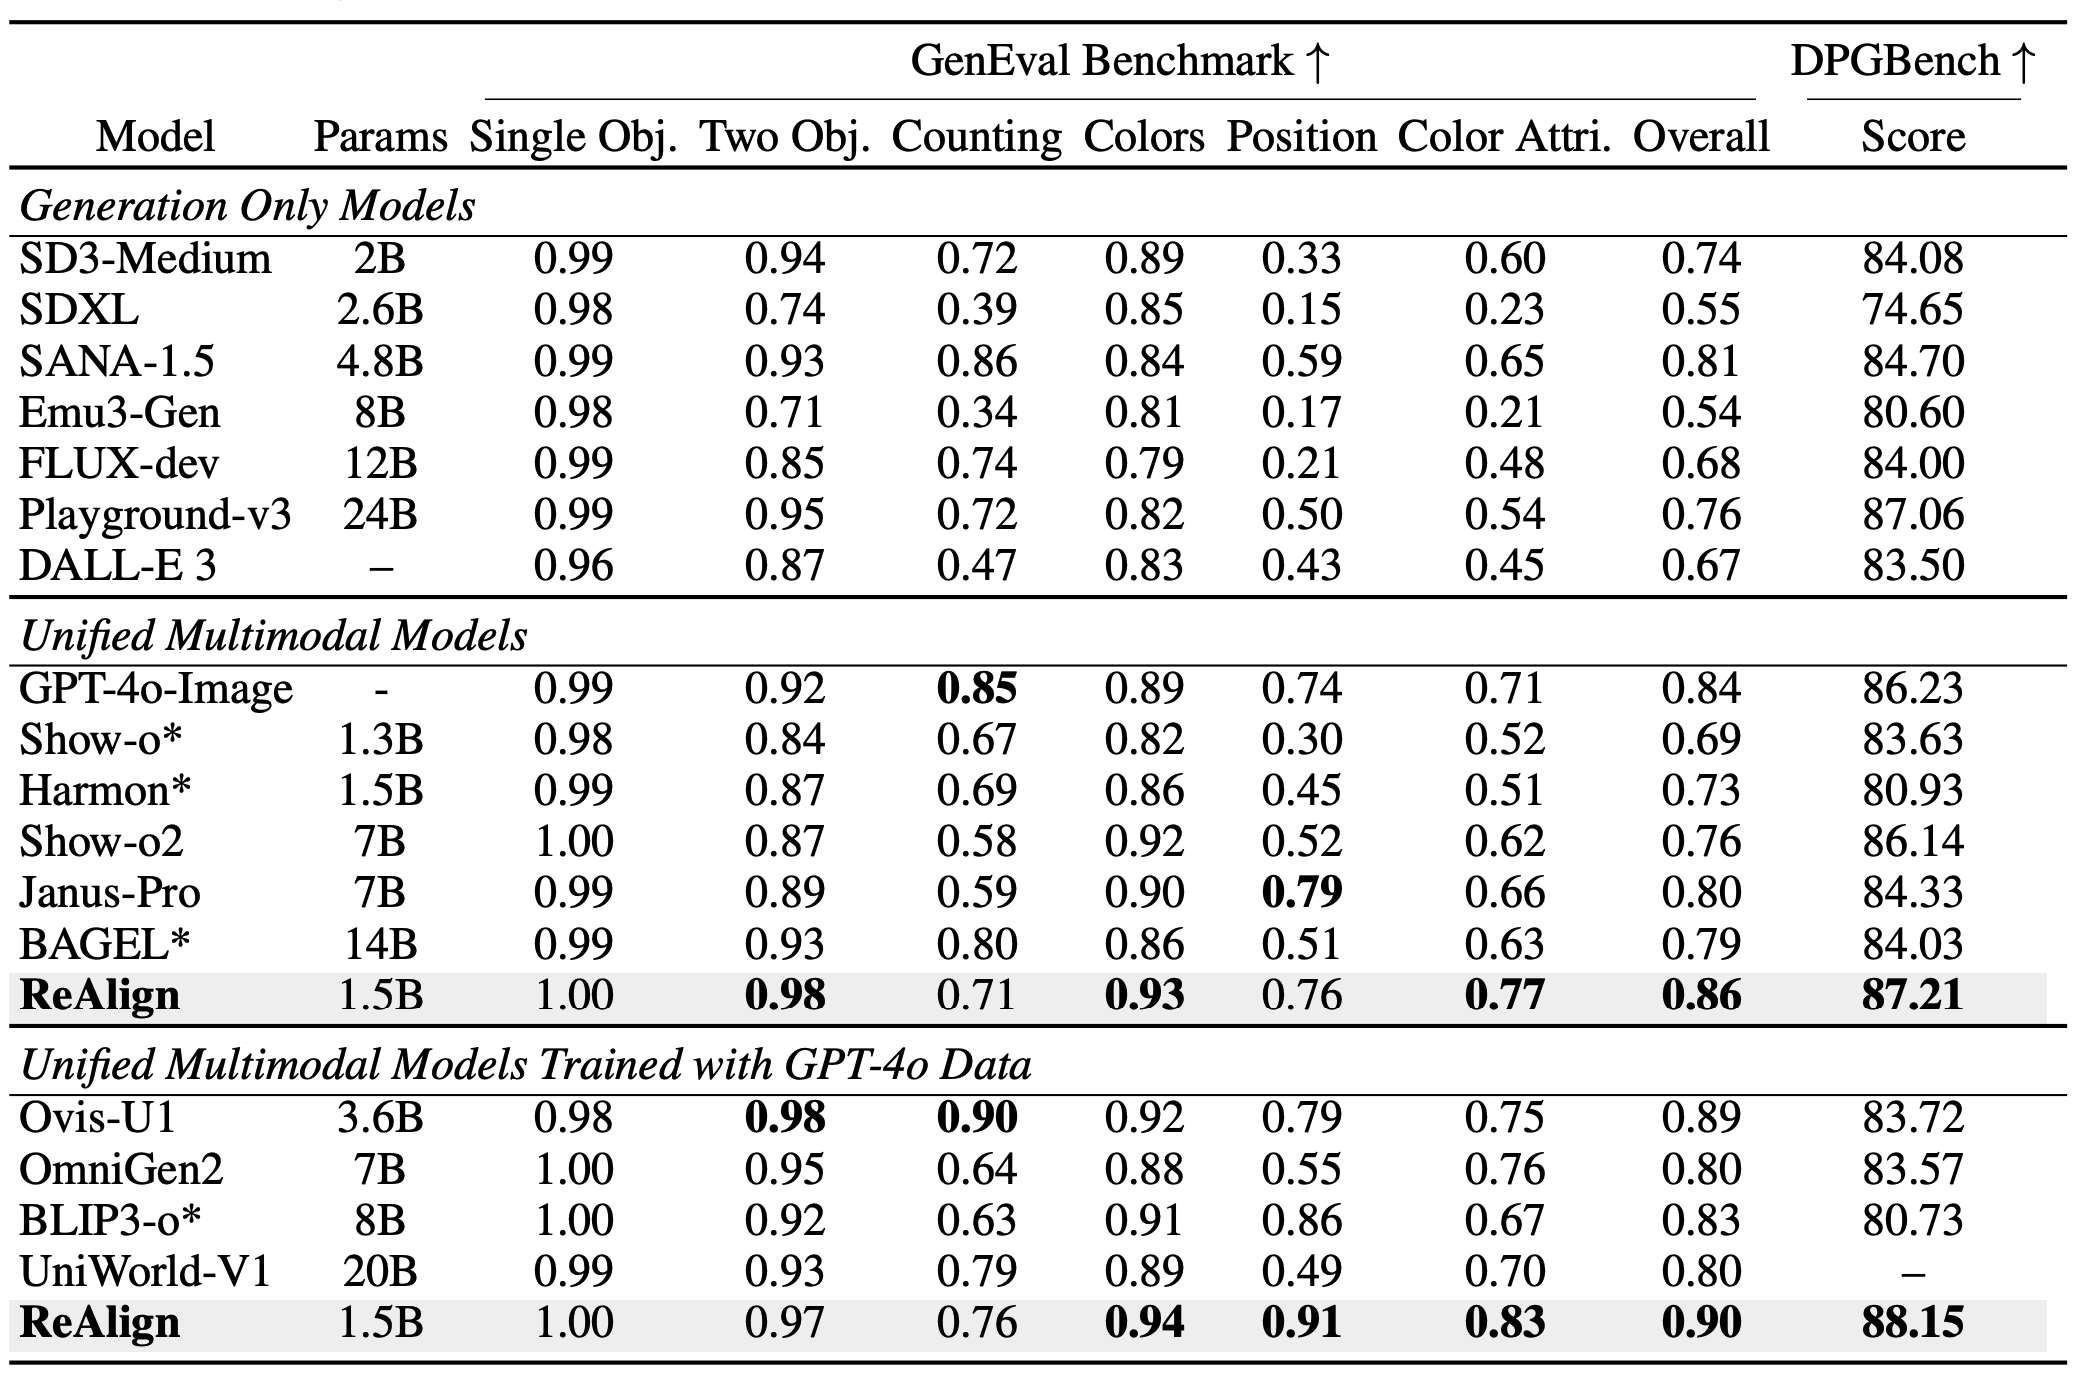 GenEval Benchmark ↑ DPGBench ↑
Model Params Single Obj. Two Obj. Counting Colors Position Color Attri. Overall Score
Generation Only Models
SD3-Medium 2B 0.99 0.94 0.72 0.89 0.33 0.60 0.74 84.08
SDXL 2.6B 0.98 0.74 0.39 0.85 0.15 0.23 0.55 74.65
SANA-1.5 4.8B 0.99 0.93 0.86 0.84 0.59 0.65 0.81 84.70
Emu3-Gen 8B 0.98 0.71 0.34 0.81 0.17 0.21 0.54 80.60
FLUX-dev 12B 0.99 0.85 0.74 0.79 0.21 0.48 0.68 84.00
Playground-v3 24B 0.99 0.95 0.72 0.82 0.50 0.54 0.76 87.06
DALL-E 3 – 0.96 0.87 0.47 0.83 0.43 0.45 0.67 83.50
Unified Multimodal Models
GPT-4o-Image - 0.99 0.92 0.85 0.89 0.74 0.71 0.84 86.23
Show-o* 1.3B 0.98 0.84 0.67 0.82 0.30 0.52 0.69 83.63
Harmon* 1.5B 0.99 0.87 0.69 0.86 0.45 0.51 0.73 80.93
Show-o2 7B 1.00 0.87 0.58 0.92 0.52 0.62 0.76 86.14
Janus-Pro 7B 0.99 0.89 0.59 0.90 0.79 0.66 0.80 84.33
BAGEL* 14B 0.99 0.93 0.80 0.86 0.51 0.63 0.79 84.03
ReAlign 1.5B 1.00 0.98 0.71 0.93 0.76 0.77 0.86 87.21
Unified Multimodal Models Trained with GPT-4o Data
Ovis-U1 3.6B 0.98 0.98 0.90 0.92 0.79 0.75 0.89 83.72
OmniGen2 7B 1.00 0.95 0.64 0.88 0.55 0.76 0.80 83.57
BLIP3-o* 8B 1.00 0.92 0.63 0.91 0.86 0.67 0.83 80.73
UniWorld-V1 20B 0.99 0.93 0.79 0.89 0.49 0.70 0.80 –
ReAlign 1.5B 1.00 0.97 0.76 0.94 0.91 0.83 0.90 88.15